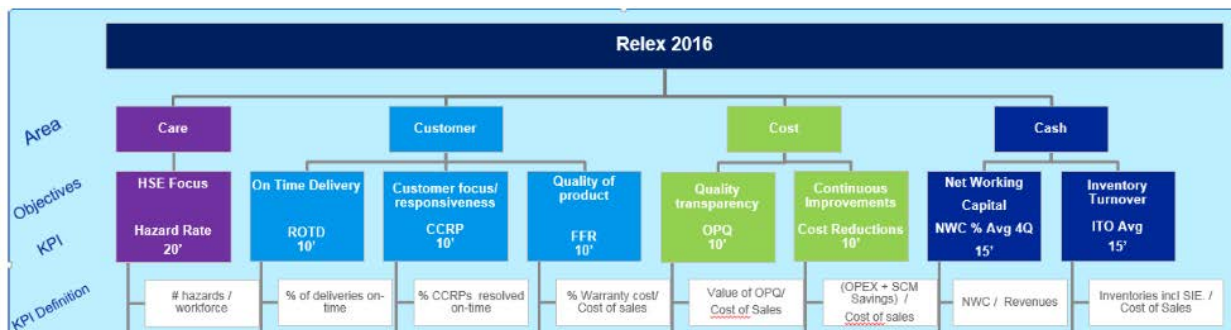 Relex 2016
Area
Care
Customer
Cost
Cash
Objectives
KPI
HSE Focus
Hazard Rate
20'
On Time Delivery
ROTD
10'
Customer focus/
responsiveness
CCRP
10'
Quality of
product
FFR
10'
Quality
transparency
OPQ
10'
Continuous
Improvements
Cost Reductions
10'
Net Working
Capital
NWC % Avg 4Q
15'
Inventory
Turnover
ITO Avg
15'
KPI Definition
# hazards /
workforce
% of deliveries on-
time
% CCRPs resolved
on-time
% Warranty cost/
Cost of sales
Value of OPQ/
Cost of Sales
(OPEX + SCM
Savings) /
Cost of sales
NWC / Revenues
Inventories incl SIE. /
Cost of Sales